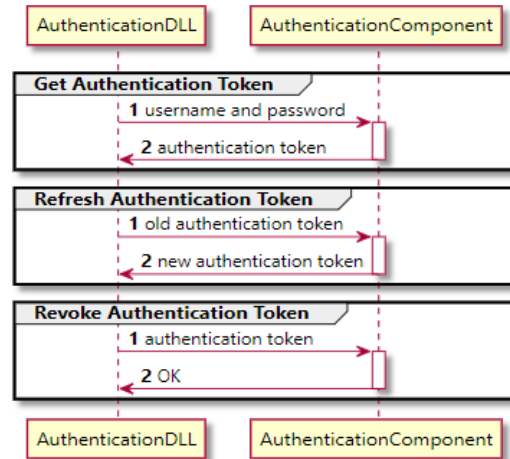 AuthenticationDLL AuthenticationComponent
Get Authentication Token
1 username and password
2 authentication token
Refresh Authentication Token
1 old authentication token
2 new authentication token
Revoke Authentication Token
1 authentication token
2 OK
AuthenticationDLL AuthenticationComponent